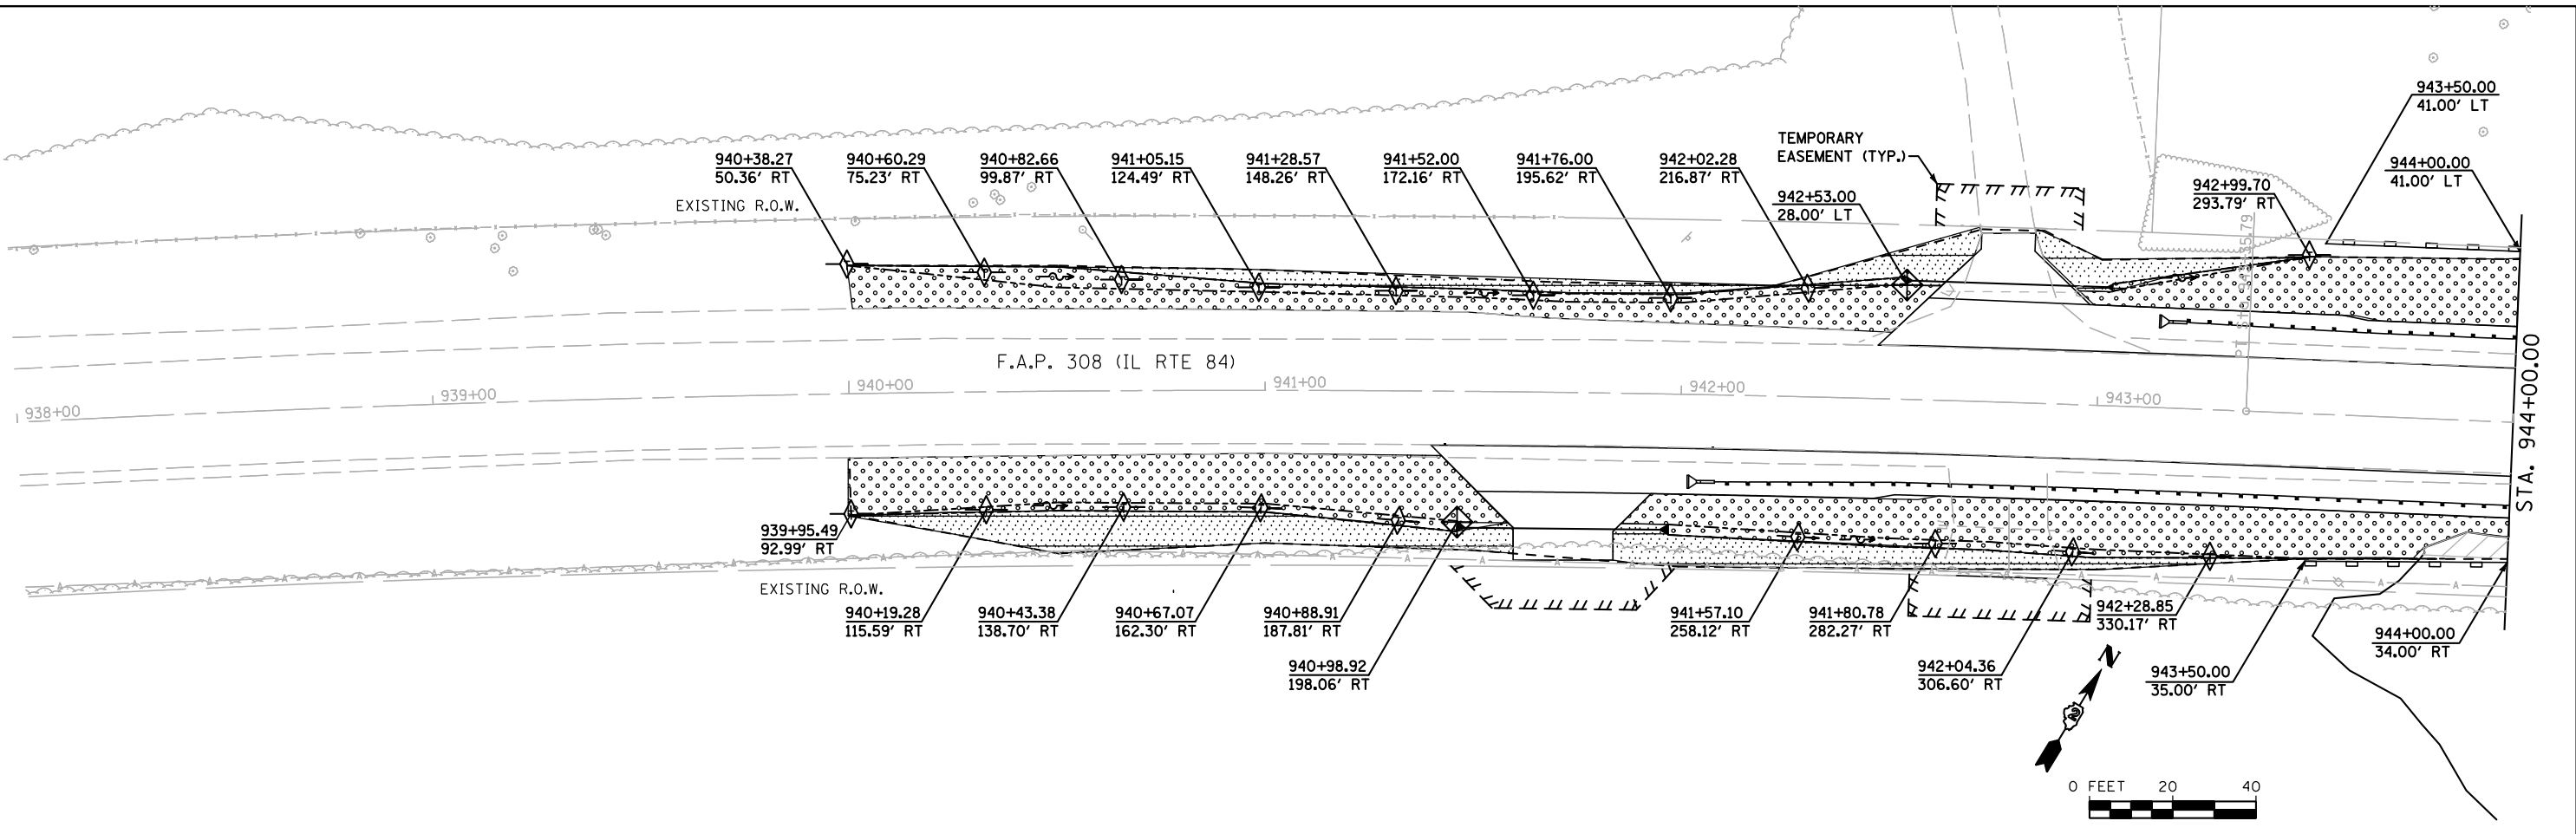 943+50.00
41.00' LT
944+00.00
41.00' LT
TEMPORARY
EASEMENT (TYP.)
940+38.27
50.36' RT
940+60.29
75.23' RT
940+82.66
99.87' RT
941+05.15
124.49' RT
941+28.57
148.26' RT
941+52.00
172.16' RT
941+76.00
195.62' RT
942+02.28
216.87' RT
942+53.00
28.00' LT
942+99.70
293.79' RT
EXISTING R.O.W.
F.A.P. 308 (IL RTE 84)
938+00
939+00
940+00
941+00
942+00
943+00
STA. 944+00.00
939+95.49
92.99' RT
EXISTING R.O.W.
940+19.28
115.59' RT
940+43.38
138.70' RT
940+67.07
162.30' RT
940+88.91
187.81' RT
940+98.92
198.06' RT
941+57.10
258.12' RT
941+80.78
282.27' RT
942+04.36
306.60' RT
942+28.85
330.17' RT
943+50.00
35.00' RT
944+00.00
34.00' RT
N
2
0 FEET 20 40